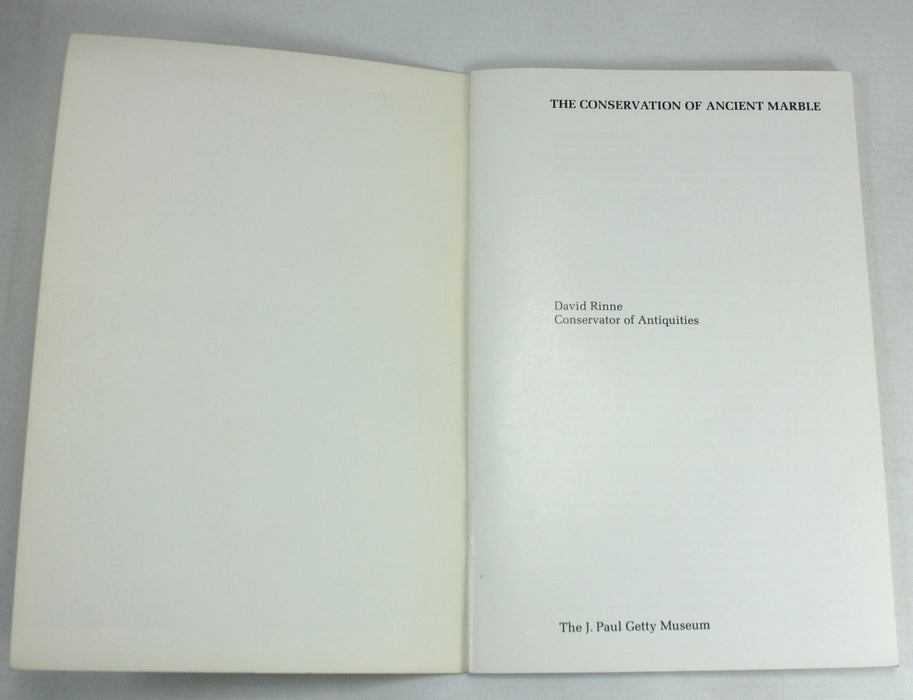 THE CONSERVATION OF ANCIENT MARBLE
David Rinne
Conservator of Antiquities
The J. Paul Getty Museum